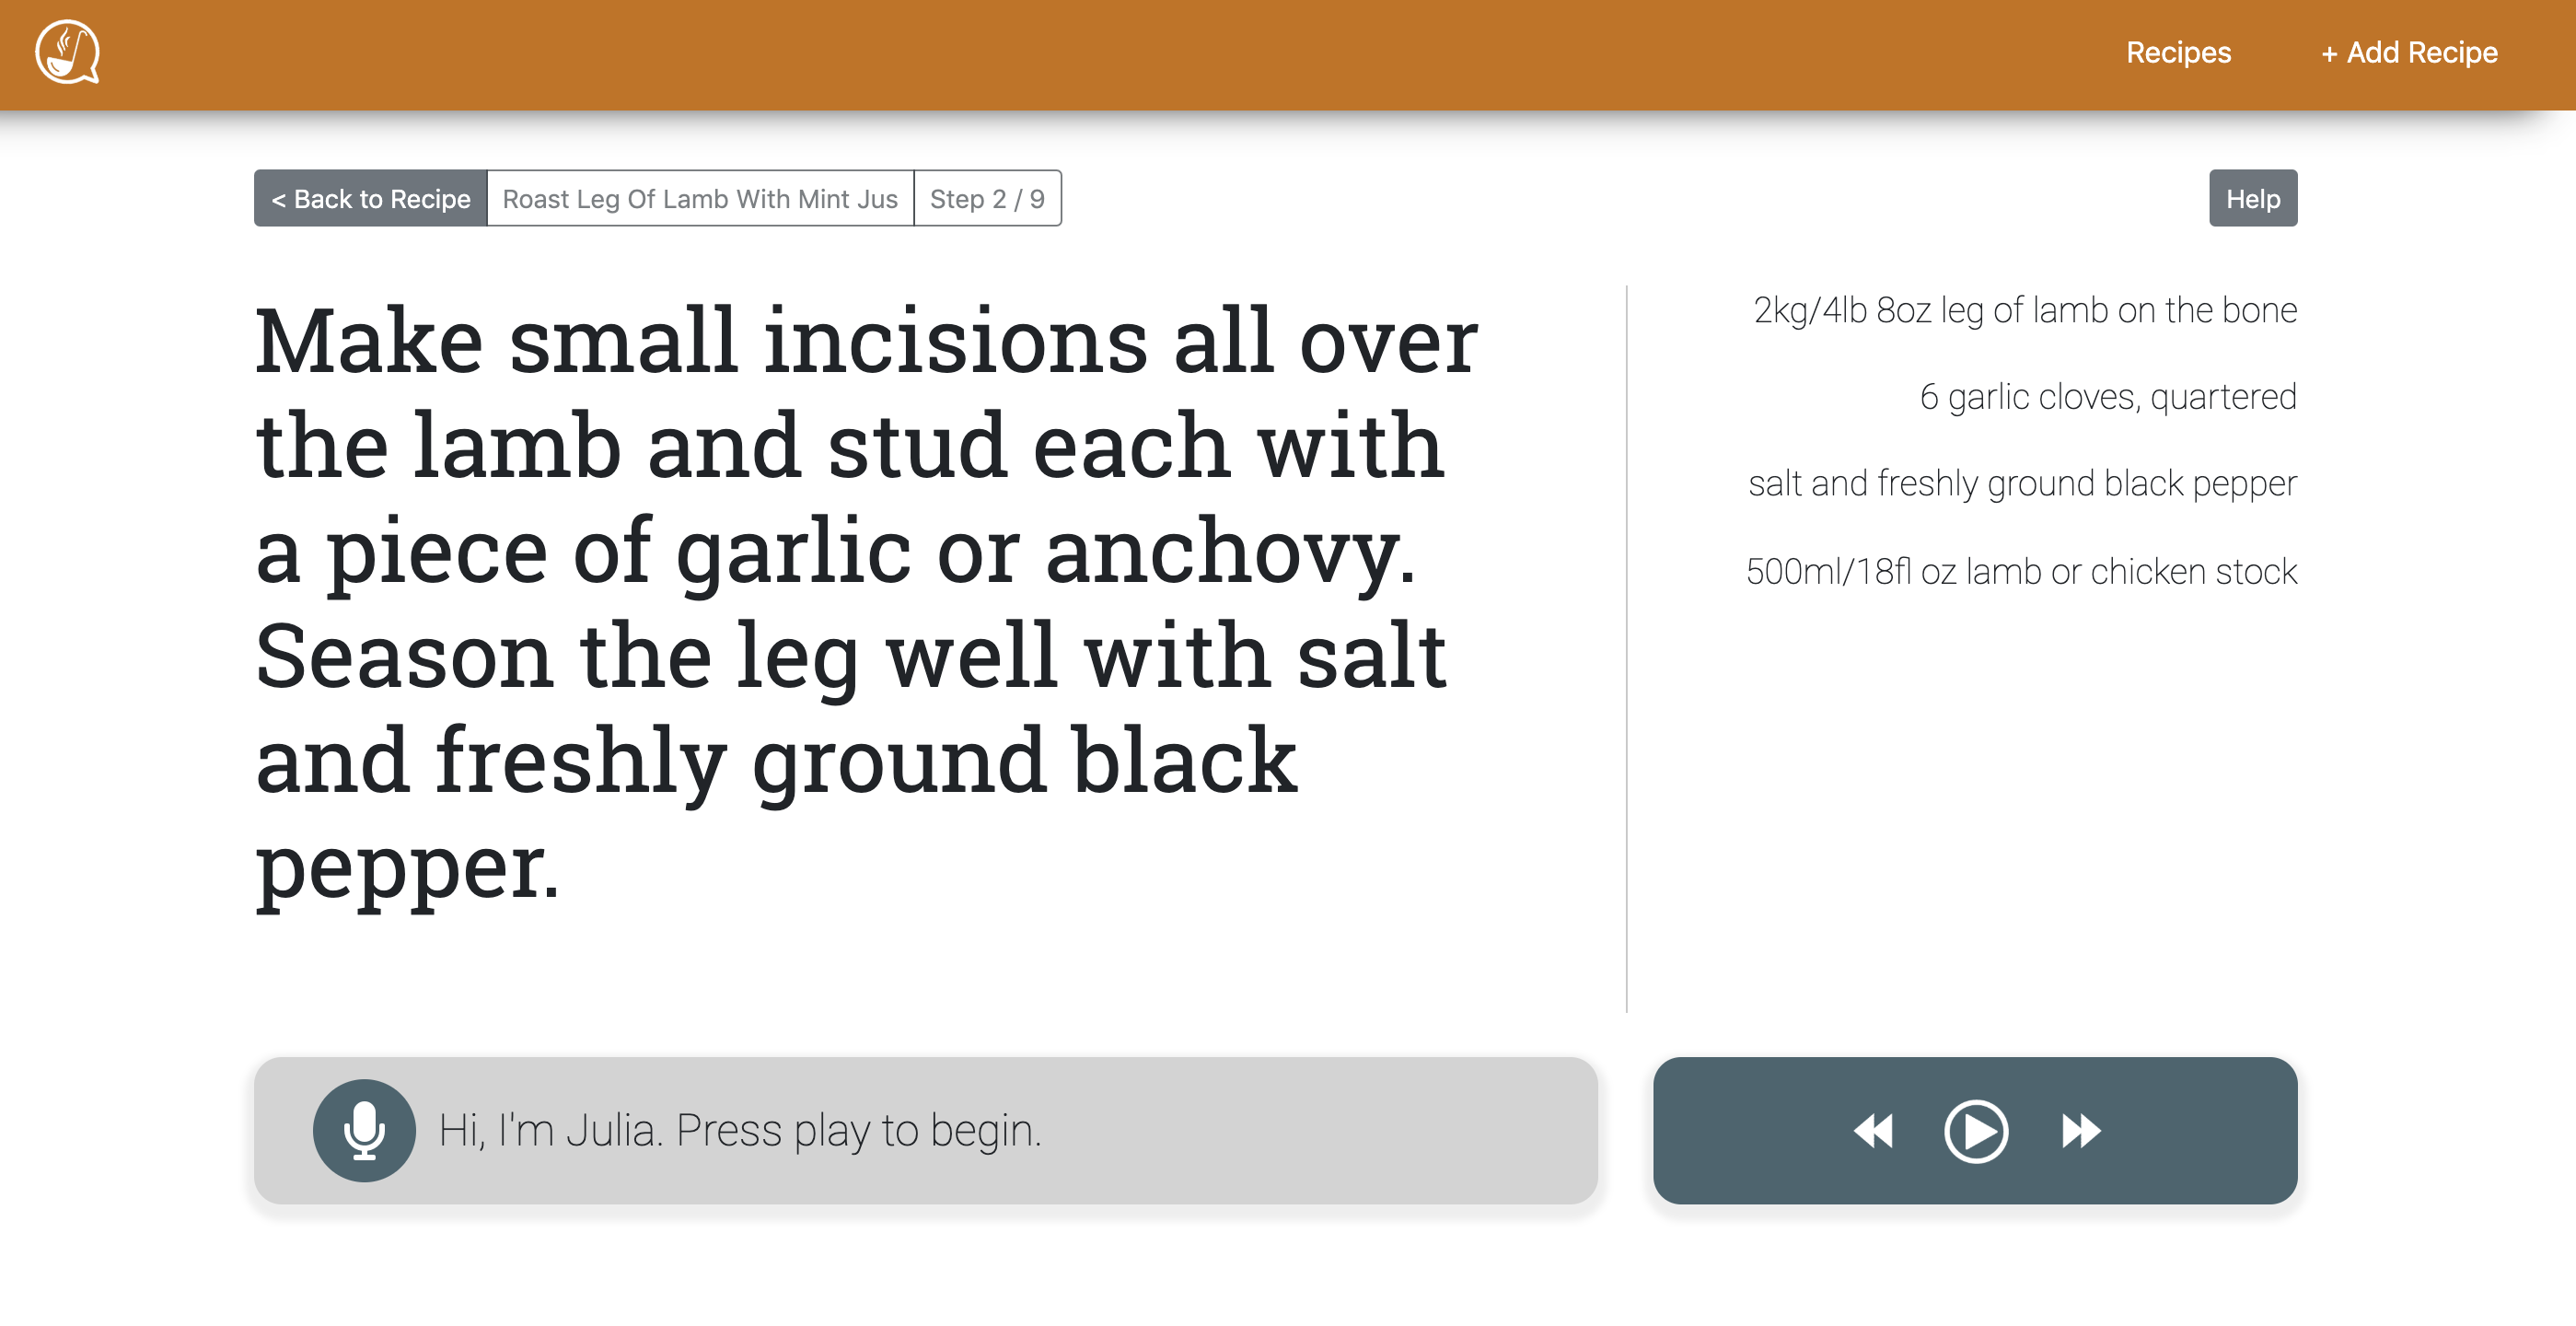 Recipes
+ Add Recipe
< Back to Recipe
Roast Leg Of Lamb With Mint Jus
Step 2 / 9
Help
Make small incisions all over
the lamb and stud each with
a piece of garlic or anchovy.
Season the leg well with salt
and freshly ground black
pepper.
2kg/4lb 8oz leg of lamb on the bone
6 garlic cloves, quartered
salt and freshly ground black pepper
500ml/18fl oz lamb or chicken stock
Hi, I'm Julia. Press play to begin.